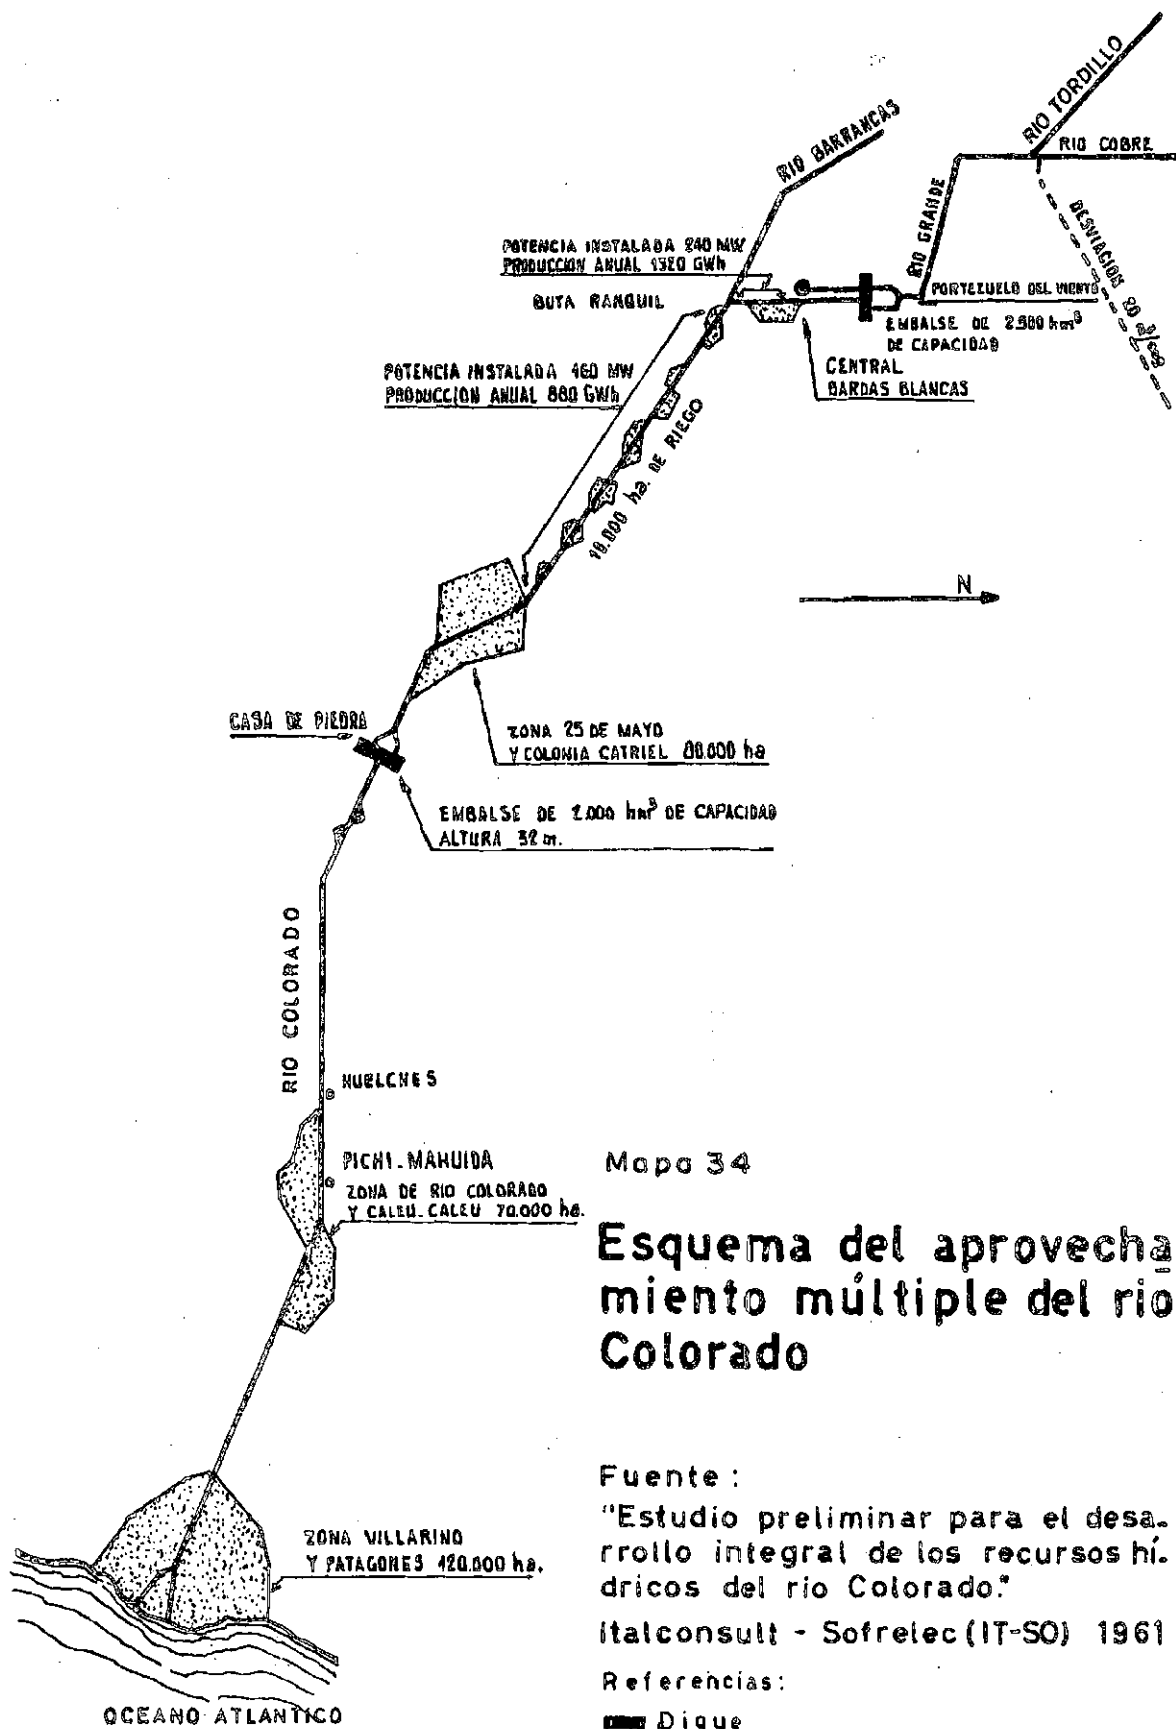 RIO TORDILLO
RIO COBRE
RIO BARRANCAS
RIO GRANDE
DESVIACION 20
POTENCIA INSTALADA 240 MW
PRODUCCION ANUAL 1320 GWh
BUTA RANQUIL
PORTEZUELO DEL VIENTO
EMBALSE DE 2.500 hm³
DE CAPACIDAD
CENTRAL
BARDAS BLANCAS
POTENCIA INSTALADA 160 MW
PRODUCCION ANUAL 880 GWh
ha. DE RIEGO
N
CASA DE PIEDRA
ZONA 25 DE MAYO
Y COLONIA CATRIEL 80.000 ha
EMBALSE DE 2.000 hm³ DE CAPACIDAD
ALTURA 32 m.
RIO COLORADO
HUELCHES
PICHI-MAHUIDA
ZONA DE RIO COLORADO
Y CALEU-CALEU 70.000 ha.
Mapa 34
Esquema del aprovecha
miento múltiple del rio
Colorado
ZONA VILLARINO
Y PATAGONES 120.000 ha.
OCEANO ATLANTICO
Fuente:
"Estudio preliminar para el desa-
rrollo integral de los recursos hí-
dricos del rio Colorado."
italconsult - Sofrelec (IT-SO) 1961
Referencias:
Dique